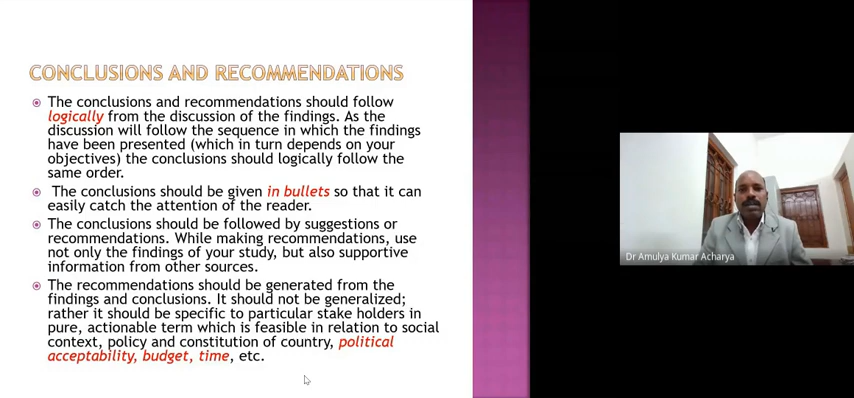 CONCLUSIONS AND RECOMMENDATIONS
The conclusions and recommendations should follow
logically from the discussion of the findings. As the
discussion will follow the sequence in which the findings
have been presented (which in turn depends on your
objectives) the conclusions should logically follow the
same order.
The conclusions should be given in bullets so that it can
easily catch the attention of the reader.
The conclusions should be followed by suggestions or
recommendations. While making recommendations, use
not only the findings of your study, but also supportive
information from other sources.
The recommendations should be generated from the
findings and conclusions. It should not be generalized;
rather it should be specific to particular stake holders in
pure, actionable term which is feasible in relation to social
context, policy and constitution of country, political
acceptability, budget, time, etc.
Dr Amulya Kumar Acharya